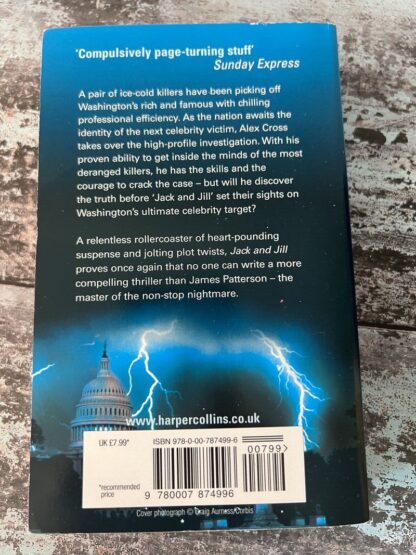 'Compulsively page-turning stuff'
Sunday Express
A pair of ice-cold killers have been picking off
Washington's rich and famous with chilling
professional efficiency. As the nation awaits the
identity of the next celebrity victim, Alex Cross
takes over the high-profile investigation. With his
proven ability to get inside the minds of the most
deranged killers, he has the skills and the
courage to crack the case – but will he discover
the truth before 'Jack and Jill' set their sights on
Washington's ultimate celebrity target?
A relentless rollercoaster of heart-pounding
suspense and jolting plot twists, Jack and Jill
proves once again that no one can write a more
compelling thriller than James Patterson – the
master of the non-stop nightmare.
www.harpercollins.co.uk
UK £7.99*
ISBN 978-0-00-787499-6
00799>
*recommended
price
9 780007 874996
Cover photograph © Craig Aurness/Corbis